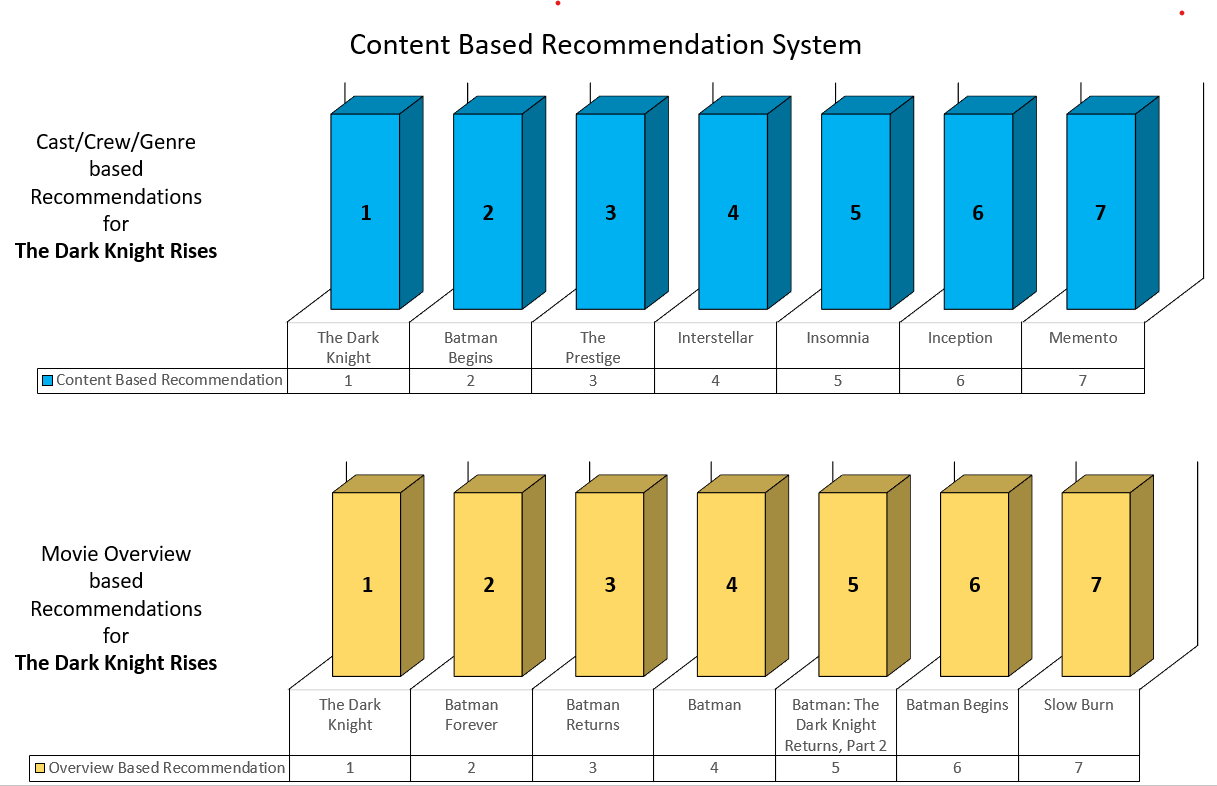 Content Based Recommendation System
Cast/Crew/Genre
based
Recommendations
for
The Dark Knight Rises
1 2 3 4 5 6 7
The Dark Batman The Interstellar Insomnia Inception Memento
Knight Begins Prestige
Content Based Recommendation 1 2 3 4 5 6 7
Movie Overview
based
Recommendations
for
The Dark Knight Rises
1 2 3 4 5 6 7
The Dark Batman Batman Batman Batman: The Batman Begins Slow Burn
Knight Forever Returns Dark Knight
Returns, Part 2
Overview Based Recommendation 1 2 3 4 5 6 7